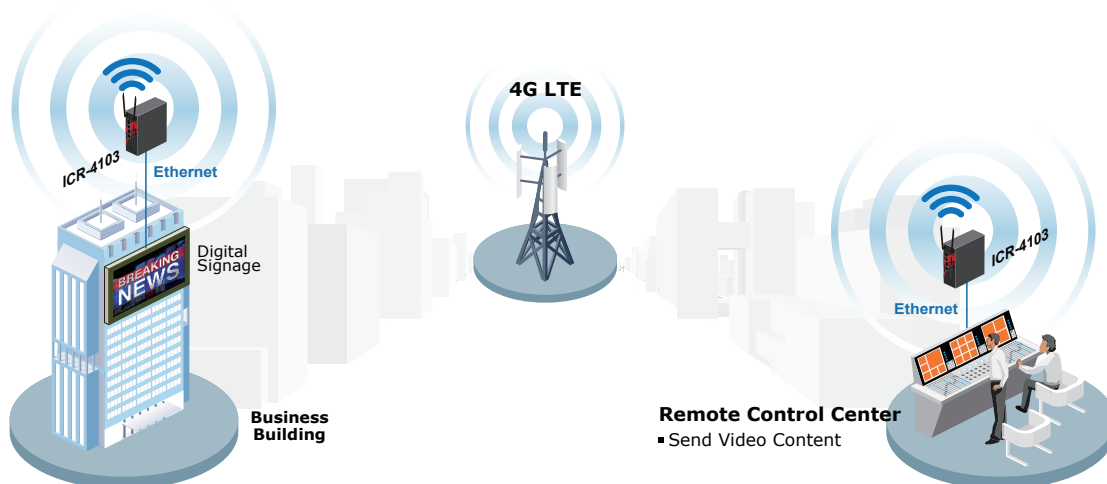 4G LTE
ICR-4103
Ethernet
Digital
Signage
BREAKING
NEWS
Business
Building
ICR-4103
Ethernet
Remote Control Center
▪ Send Video Content